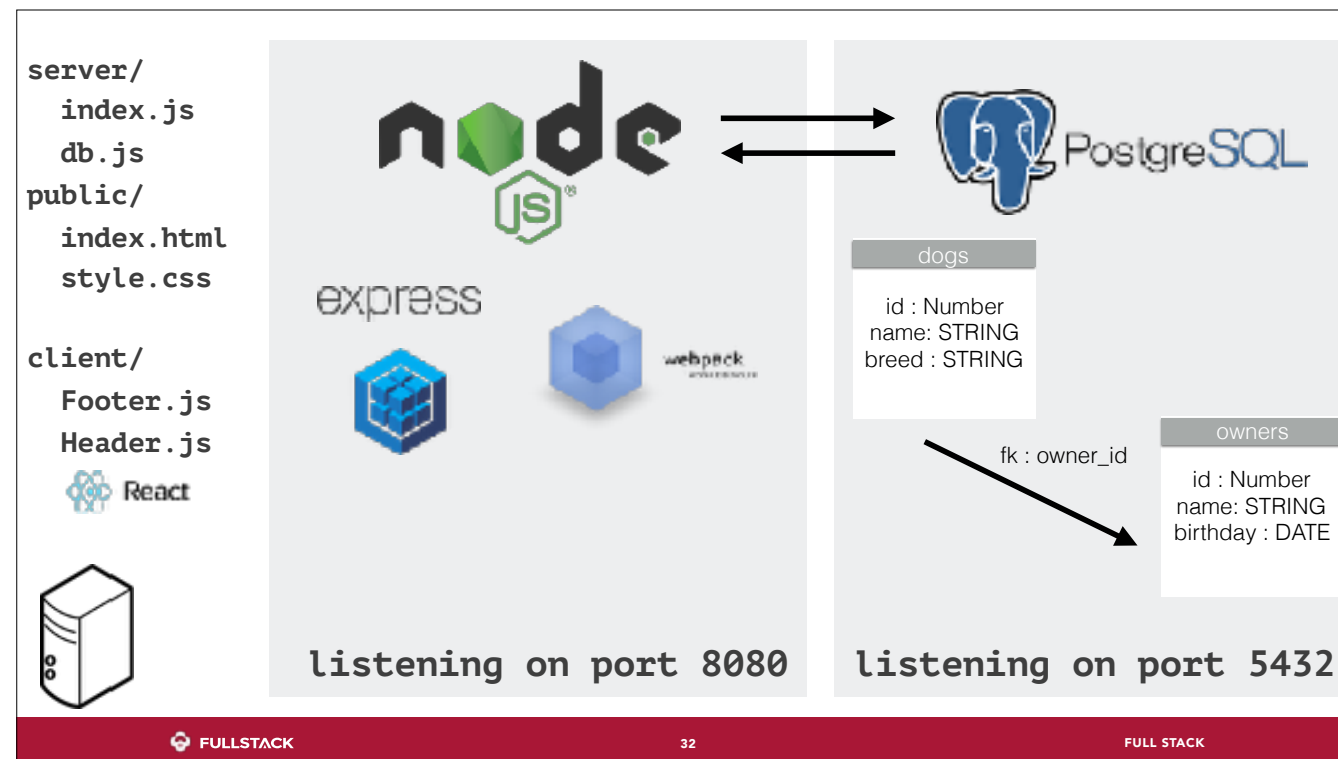 server/
index.js
db.js
public/
index.html
style.css
client/
Footer.js
Header.js
React
node
JS®
express
webpack
listening on port 8080
PostgreSQL
dogs
id : Number
name: STRING
breed : STRING
fk : owner_id
owners
id : Number
name: STRING
birthday : DATE
listening on port 5432
FULLSTACK
32
FULL STACK